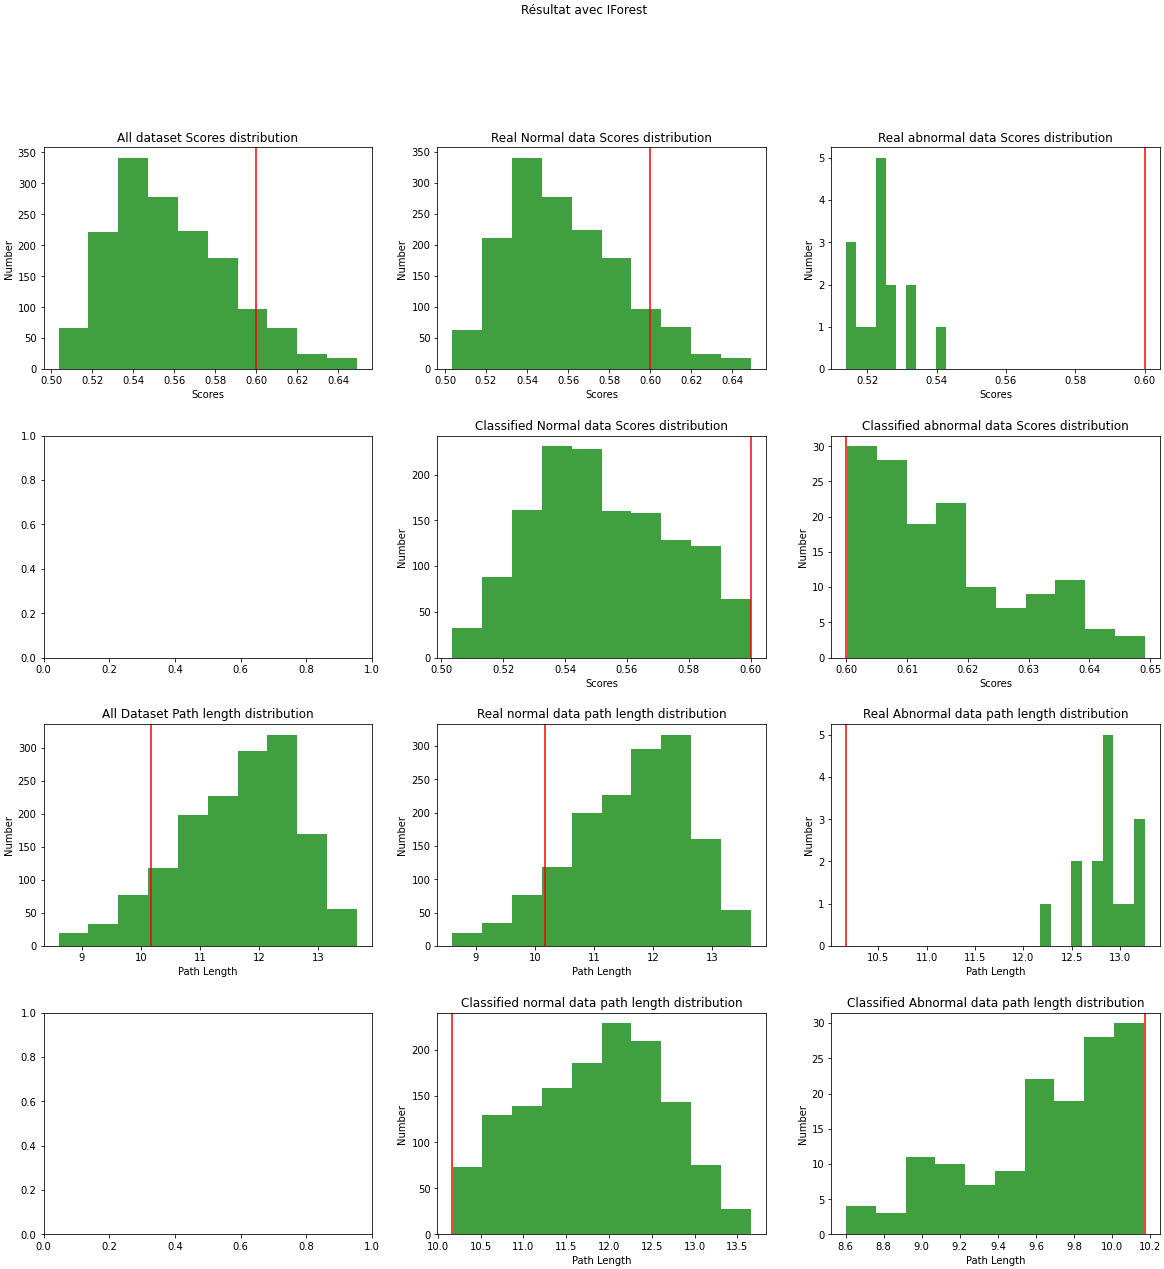 Résultat avec IForest
All dataset Scores distribution
Number
350
300
250
200
150
100
50
0
0.50 0.52 0.54 0.56 0.58 0.60 0.62 0.64
Scores
Real Normal data Scores distribution
Number
350
300
250
200
150
100
50
0
0.50 0.52 0.54 0.56 0.58 0.60 0.62 0.64
Scores
Real abnormal data Scores distribution
Number
5
4
3
2
1
0
0.52 0.54 0.56 0.58 0.60
Scores
1.0
0.8
0.6
0.4
0.2
0.0
0.0 0.2 0.4 0.6 0.8 1.0
Classified Normal data Scores distribution
Number
200
150
100
50
0
0.50 0.52 0.54 0.56 0.58 0.60
Scores
Classified abnormal data Scores distribution
Number
30
25
20
15
10
5
0
0.60 0.61 0.62 0.63 0.64 0.65
Scores
All Dataset Path length distribution
Number
300
250
200
150
100
50
0
9 10 11 12 13
Path Length
Real normal data path length distribution
Number
300
250
200
150
100
50
0
9 10 11 12 13
Path Length
Real Abnormal data path length distribution
Number
5
4
3
2
1
0
10.5 11.0 11.5 12.0 12.5 13.0
Path Length
1.0
0.8
0.6
0.4
0.2
0.0
0.0 0.2 0.4 0.6 0.8 1.0
Classified normal data path length distribution
Number
200
150
100
50
0
10.0 10.5 11.0 11.5 12.0 12.5 13.0 13.5
Path Length
Classified Abnormal data path length distribution
Number
30
25
20
15
10
5
0
8.6 8.8 9.0 9.2 9.4 9.6 9.8 10.0 10.2
Path Length